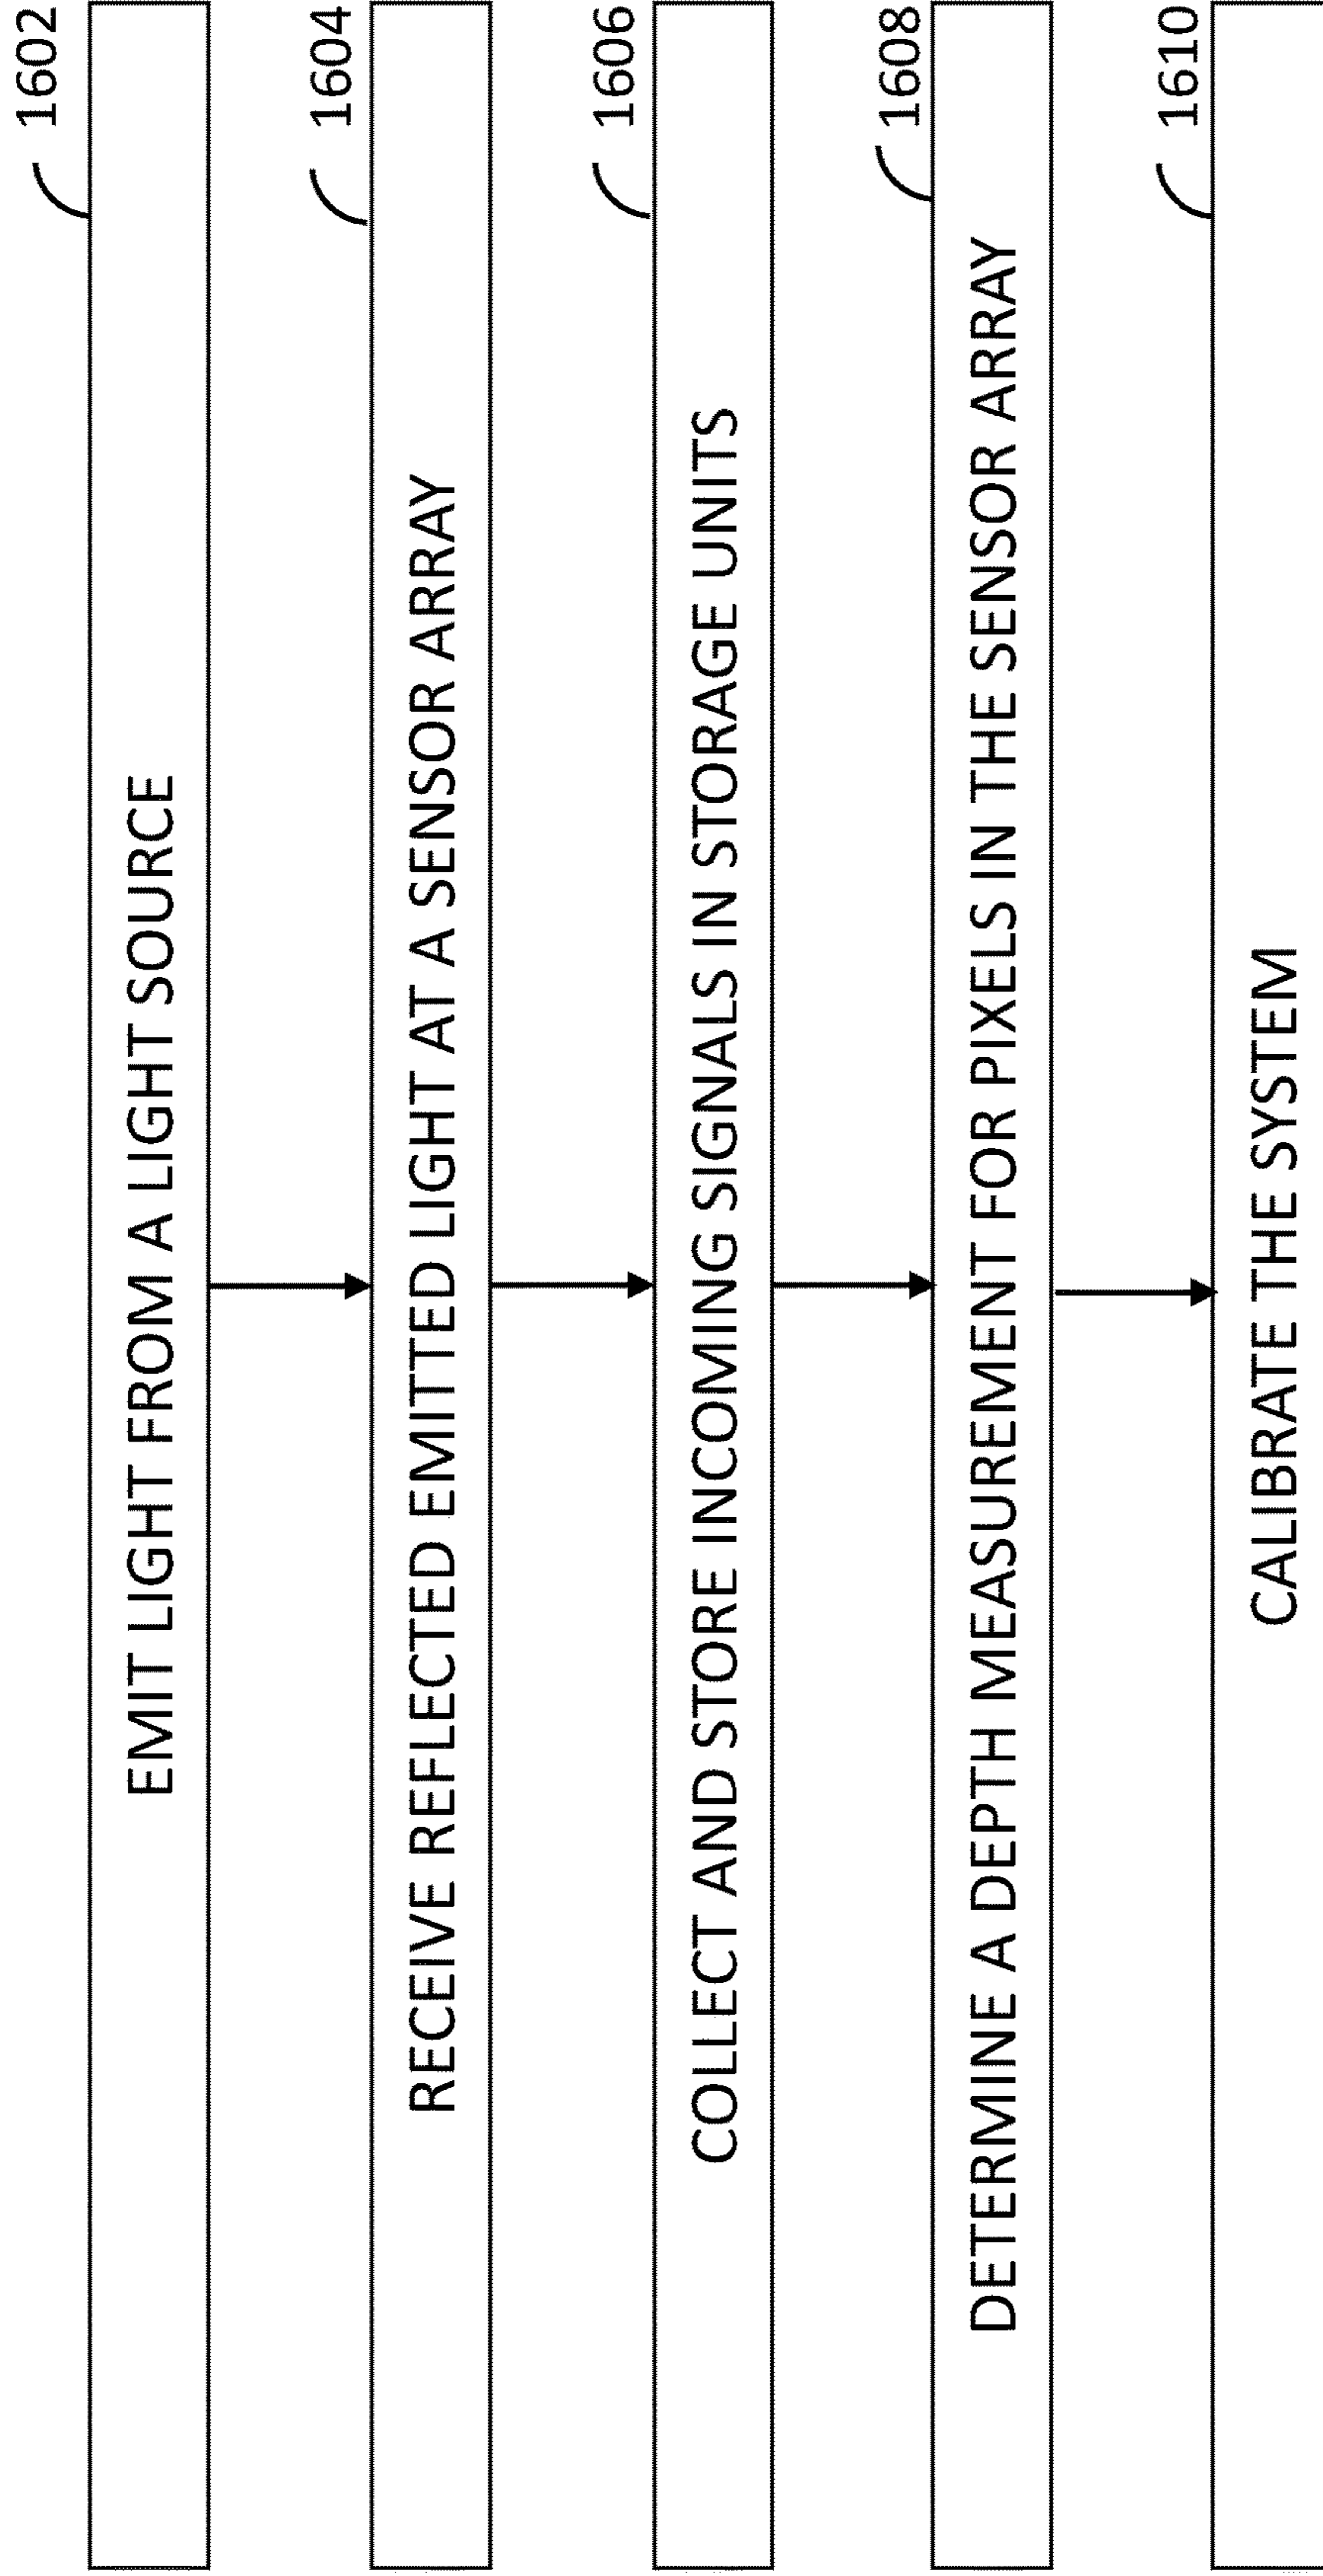 1602
EMIT LIGHT FROM A LIGHT SOURCE
1604
RECEIVE REFLECTED EMITTED LIGHT AT A SENSOR ARRAY
1606
COLLECT AND STORE INCOMING SIGNALS IN STORAGE UNITS
1608
DETERMINE A DEPTH MEASUREMENT FOR PIXELS IN THE SENSOR ARRAY
1610
CALIBRATE THE SYSTEM